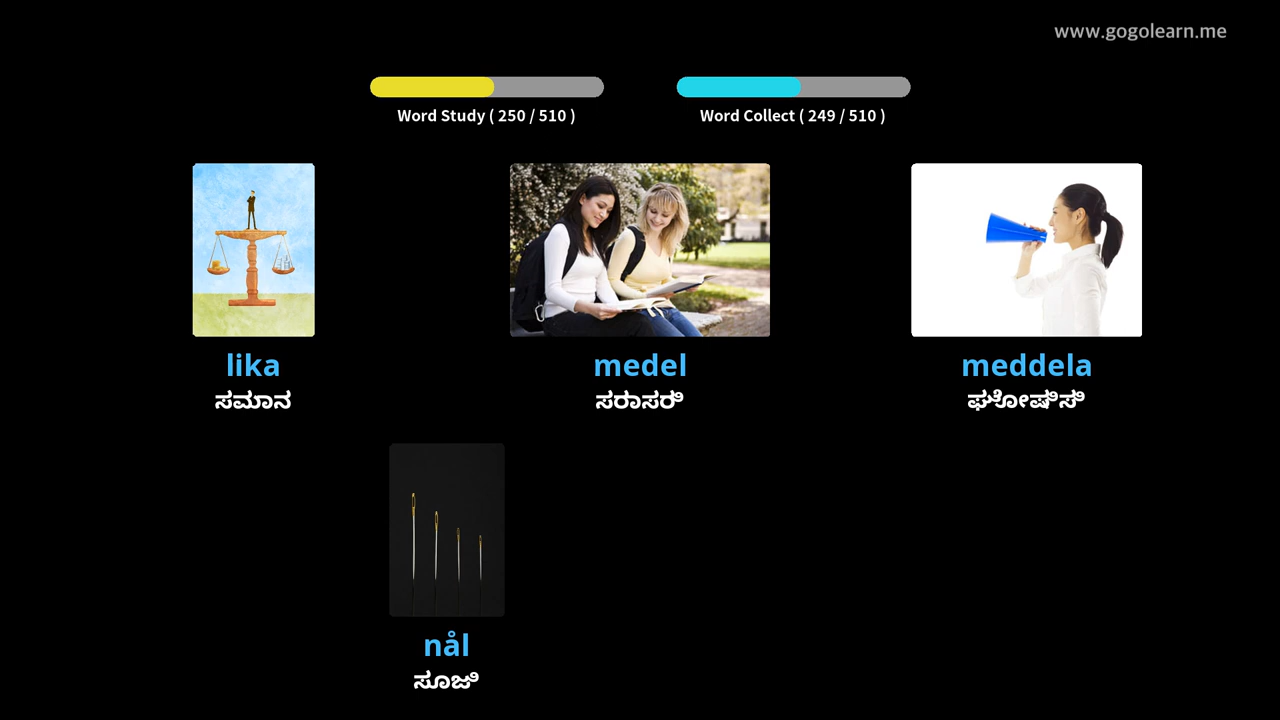 www.gogolearn.me
Word Study ( 250 / 510 )
Word Collect ( 249 / 510 )
lika
ಸಮಾನ
medel
ಸರಾಸರಿ
meddela
ಘೋಷಿಸಿ
nål
ಸೂಜಿ